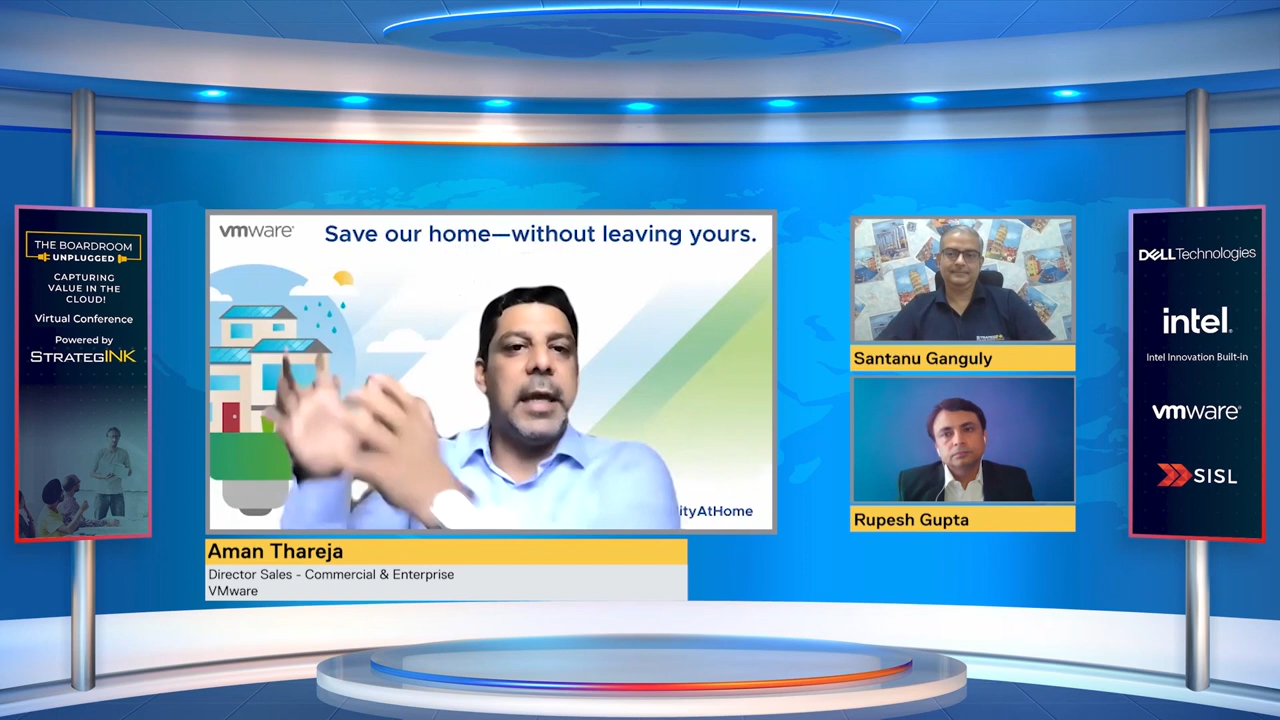 THE BOARDROOM
UNPLUGGED
CAPTURING
VALUE IN THE
CLOUD!
Virtual Conference
Powered by
STRATEGINK
vmware
Save our home—without leaving yours.
ityAtHome
Aman Thareja
Director Sales - Commercial & Enterprise
VMware
Santanu Ganguly
Rupesh Gupta
DELL Technologies
intel.
Intel Innovation Built-in
vmware
SISL